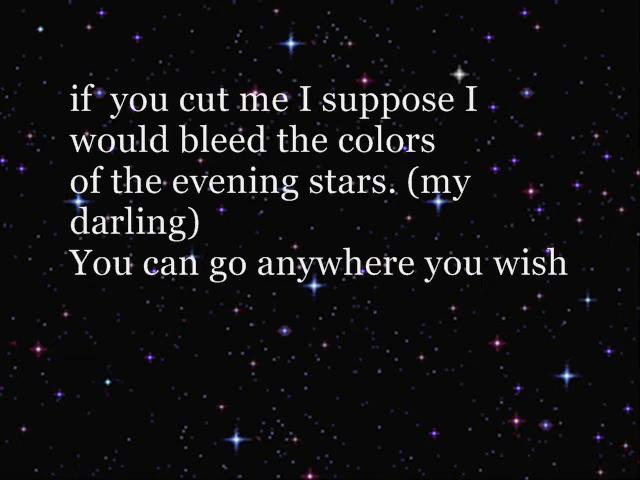 if  you cut me I suppose I
would bleed the colors
of the evening stars. (my
darling)
You can go anywhere you wish